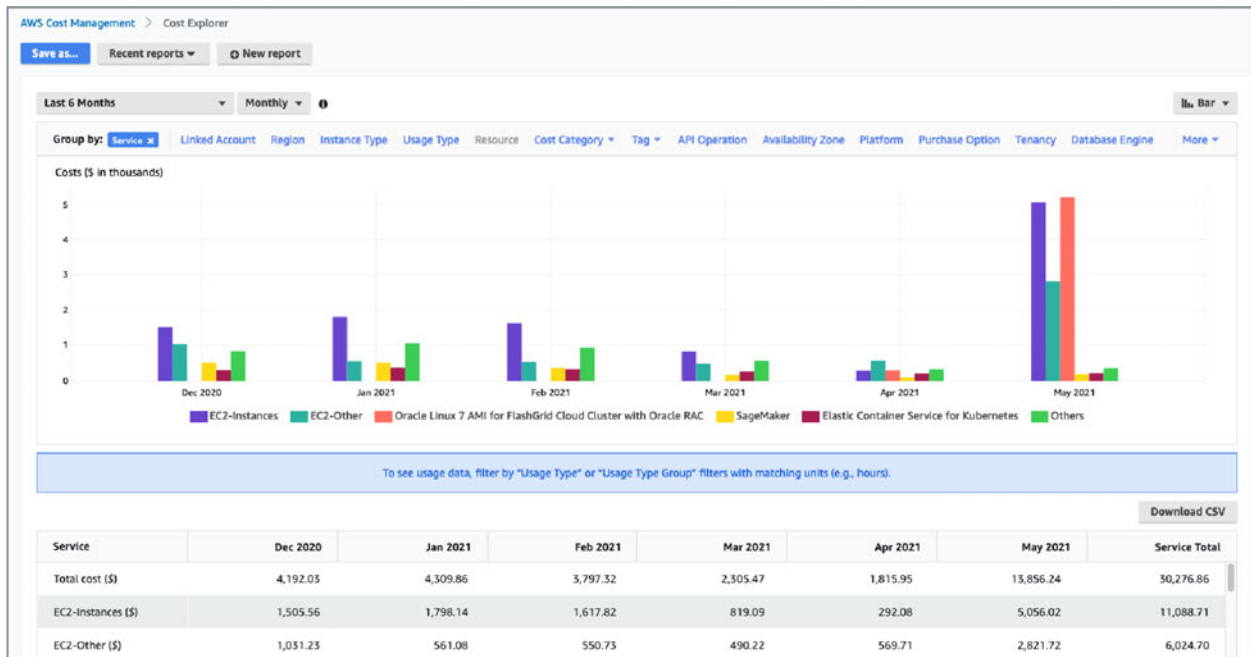 AWS Cost Management > Cost Explorer
Save as... Recent reports New report
Last 6 Months Monthly Bar
Group by: Service × Linked Account Region Instance Type Usage Type Resource Cost Category Tag API Operation Availability Zone Platform Purchase Option Tenancy Database Engine More
Costs ($ in thousands)
5
4
3
2
1
0
Dec 2020 Jan 2021 Feb 2021 Mar 2021 Apr 2021 May 2021
EC2-Instances EC2-Other Oracle Linux 7 AMI for FlashGrid Cloud Cluster with Oracle RAC SageMaker Elastic Container Service for Kubernetes Others
To see usage data, filter by "Usage Type" or "Usage Type Group" filters with matching units (e.g., hours).
Download CSV
Service Dec 2020 Jan 2021 Feb 2021 Mar 2021 Apr 2021 May 2021 Service Total
Total cost ($) 4,192.03 4,309.86 3,797.32 2,305.47 1,815.95 13,856.24 30,276.86
EC2-Instances ($) 1,505.56 1,798.14 1,617.82 819.09 292.08 5,056.02 11,088.71
EC2-Other ($) 1,031.23 561.08 550.73 490.22 569.71 2,821.72 6,024.70